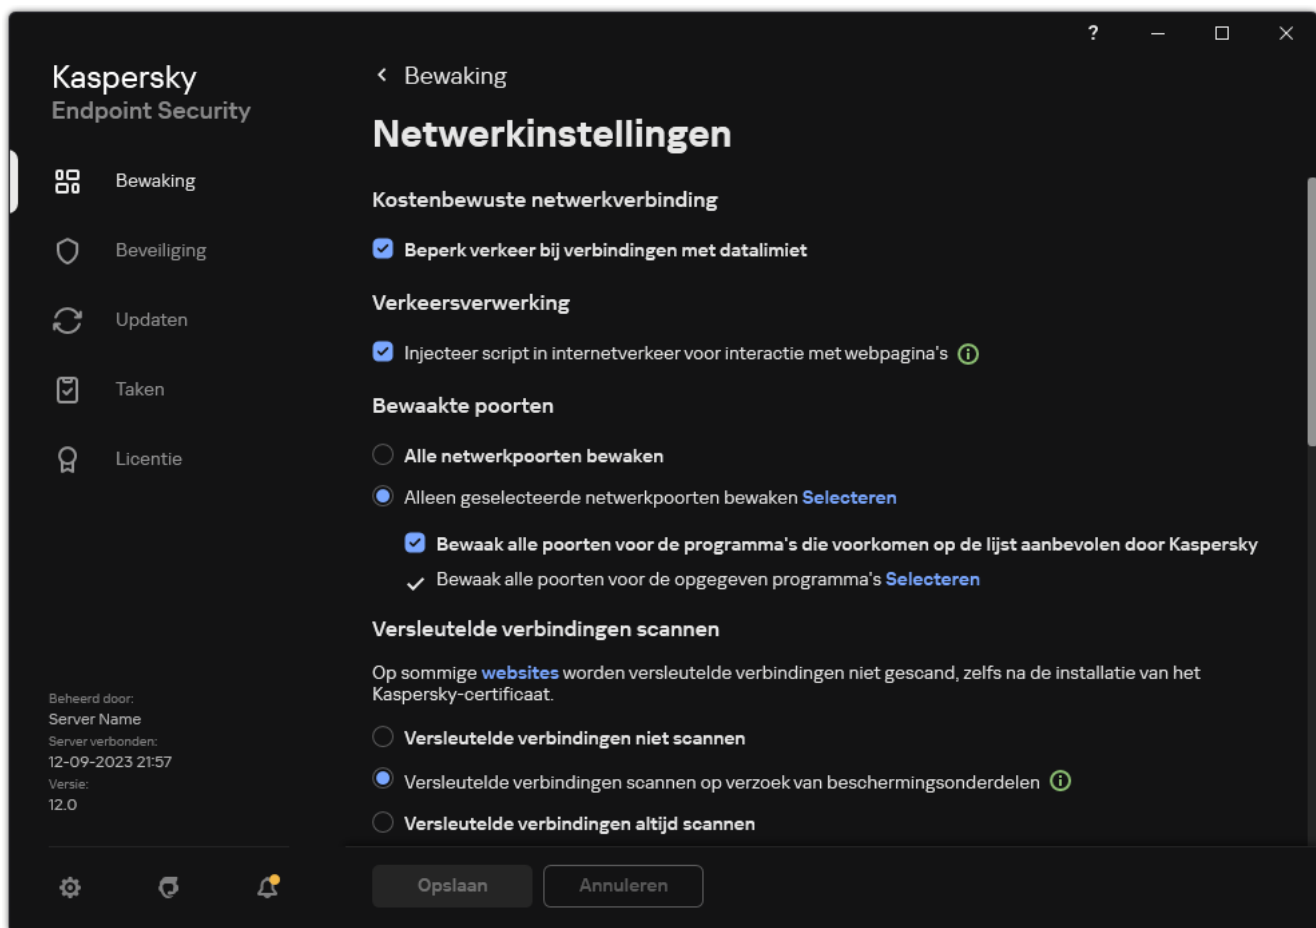 ?
Kaspersky
Endpoint Security
Bewaking
Beveiliging
Updaten
Taken
Licentie
Beheerd door:
Server Name
Server verbonden:
12-09-2023 21:57
Versie:
12.0
Bewaking
Netwerkinstellingen
Kostenbewuste netwerkverbinding
Beperk verkeer bij verbindingen met datalimiet
Verkeersverwerking
Injecteer script in internetverkeer voor interactie met webpagina's
Bewaakte poorten
Alle netwerkpoorten bewaken
Alleen geselecteerde netwerkpoorten bewaken Selecteren
Bewaak alle poorten voor de programma's die voorkomen op de lijst aanbevolen door Kaspersky
Bewaak alle poorten voor de opgegeven programma's Selecteren
Versleutelde verbindingen scannen
Op sommige websites worden versleutelde verbindingen niet gescand, zelfs na de installatie van het
Kaspersky-certificaat.
Versleutelde verbindingen niet scannen
Versleutelde verbindingen scannen op verzoek van beschermingsonderdelen
Versleutelde verbindingen altijd scannen
Opslaan
Annuleren